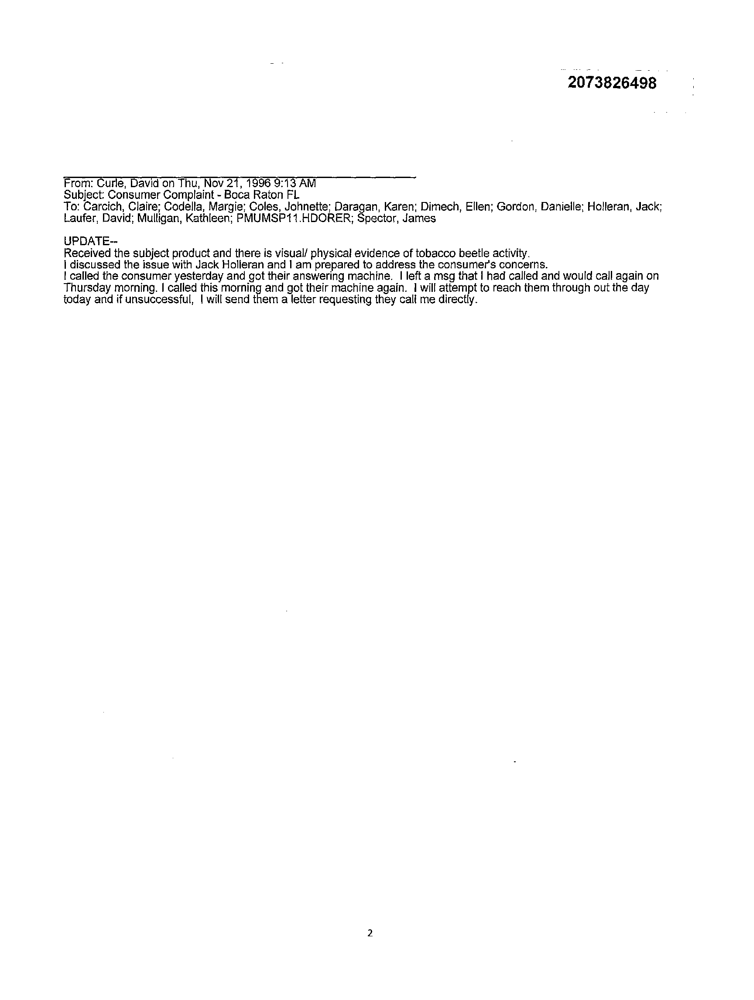 2073826498
From: Curle, David on Thu, Nov 21, 1996 9:13 AM
Subject: Consumer Complaint - Boca Raton FL
To: Carcich, Claire; Codella, Margie; Coles, Johnette; Daragan, Karen; Dimech, Ellen; Gordon, Danielle; Holleran, Jack;
Laufer, David; Mulligan, Kathleen; PMUMSP11.HDORER; Spector, James
UPDATE--
Received the subject product and there is visual/ physical evidence of tobacco beetle activity.
I discussed the issue with Jack Holleran and I am prepared to address the consumer's concerns.
I called the consumer yesterday and got their answering machine.  I left a msg that I had called and would call again on
Thursday morning. I called this morning and got their machine again.  I will attempt to reach them through out the day
today and if unsuccessful,  I will send them a letter requesting they call me directly.
2